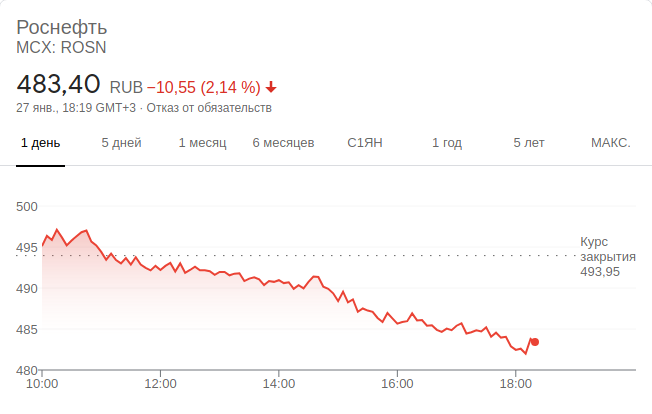 Роснефть
MCX: ROSN
483,40 RUB −10,55 (2,14 %)
27 янв., 18:19 GMT+3 · Отказ от обязательств
1 день 5 дней 1 месяц 6 месяцев С1ЯН 1 год 5 лет МАКС.
500
495
490
485
480
Курс
закрытия
493,95
10:00 12:00 14:00 16:00 18:00